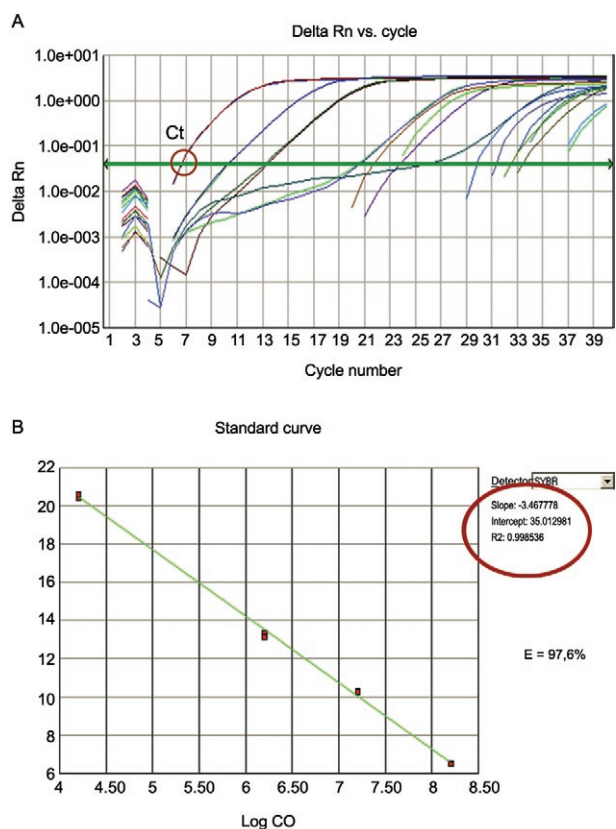 A
Delta Rn vs. cycle
1.0e+001
1.0e+000
1.0e-001
1.0e-002
1.0e-003
1.0e-004
1.0e-005
Delta Rn
Ct
1 3 5 7 9 11 13 15 17 19 21 23 25 27 29 31 33 35 37 39
Cycle number
B
Standard curve
22
20
18
16
14
12
10
8
6
4 4.50 5 5.50 6 6.50 7 7.50 8 8.50
Log CO
Detector: SYBR
Slope: -3.467778
Intercept: 35.012981
R2: 0.998536
E = 97,6%